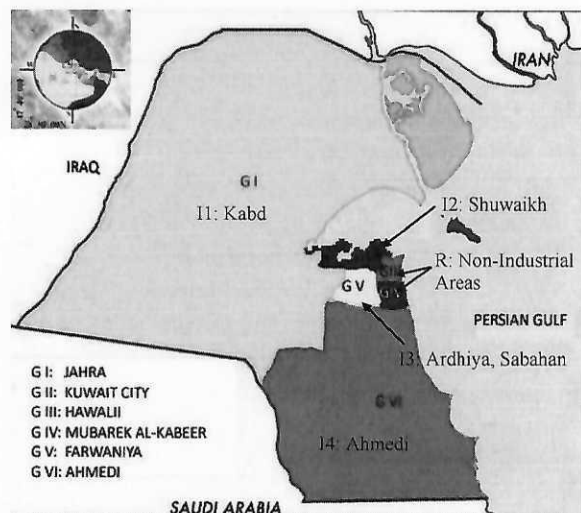 IRAN
IRAQ
G I
I2: Shuwaikh
I1: Kabd
R: Non-Industrial
Areas
G V
PERSIAN GULF
I3: Ardhiya, Sabahan
G I: JAHRA
G II: KUWAIT CITY
G III: HAWALII
G IV: MUBAREK AL-KABEER
G V: FARWANIYA
G VI: AHMEDI
G VI
I4: Ahmedi
SAUDI ARABIA